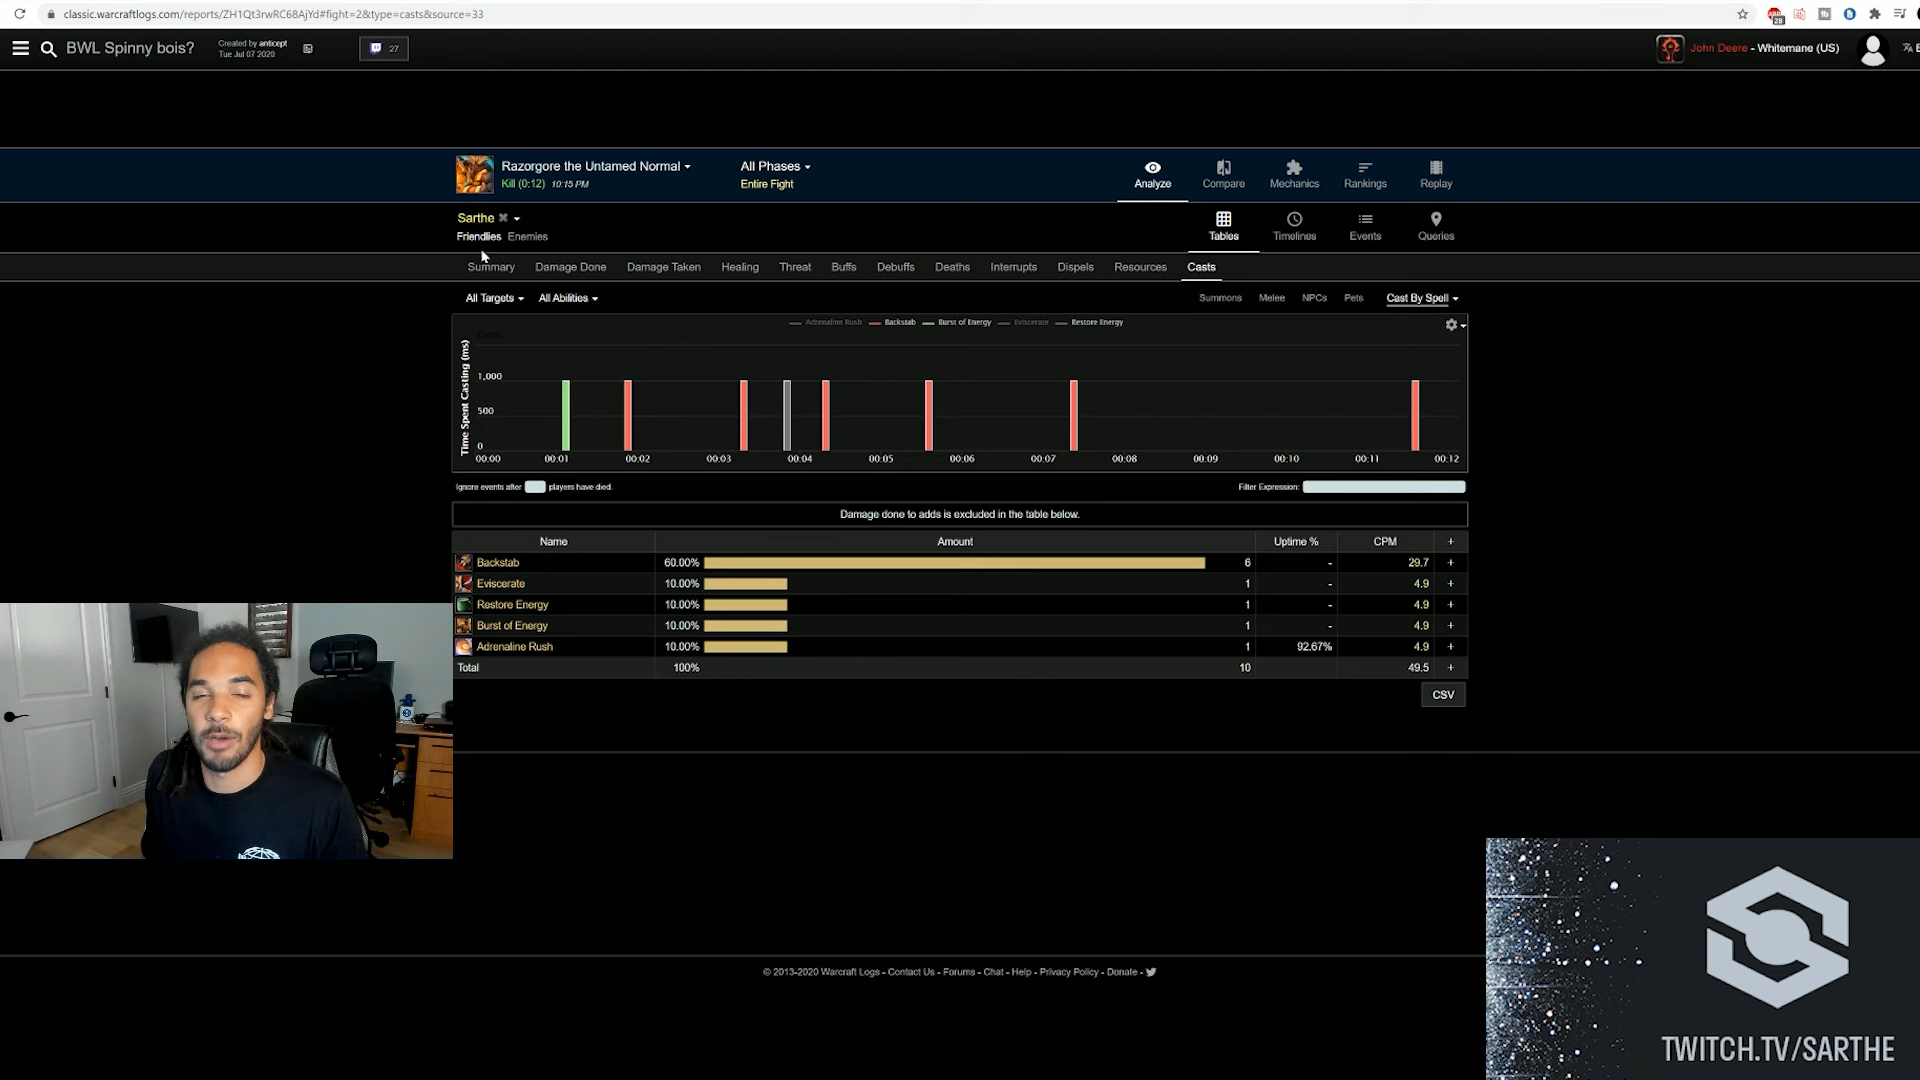 classic.warcraftlogs.com/reports/ZH1Qt3rwRC68AjYd#fight=2&type=casts&source=33
BWL Spinny bois?
Created by anticept
Tue Jul 07 2020
27
John Deere - Whitemane (US)
Razorgore the Untamed Normal
Kill (0:12) 10:15 PM
All Phases
Entire Fight
Analyze
Compare
Mechanics
Rankings
Replay
Sarthe
Friendlies Enemies
Tables
Timelines
Events
Queries
Summary Damage Done Damage Taken Healing Threat Buffs Debuffs Deaths Interrupts Dispels Resources Casts
All Targets All Abilities
Summons Melee NPCs Pets Cast By Spell
Adrenaline Rush Backstab Burst of Energy Eviscerate Restore Energy
Time Spent Casting (ms)
1,000
500
0
00:00 00:01 00:02 00:03 00:04 00:05 00:06 00:07 00:08 00:09 00:10 00:11 00:12
Ignore events after players have died.
Filter Expression:
Damage done to adds is excluded in the table below.
Name Amount Uptime % CPM +
Backstab 60.00% 6 - 29.7 +
Eviscerate 10.00% 1 - 4.9 +
Restore Energy 10.00% 1 - 4.9 +
Burst of Energy 10.00% 1 - 4.9 +
Adrenaline Rush 10.00% 1 92.67% 4.9 +
Total 100% 10 49.5 +
CSV
© 2013-2020 Warcraft Logs - Contact Us - Forums - Chat - Help - Privacy Policy - Donate -
TWITCH.TV/SARTHE